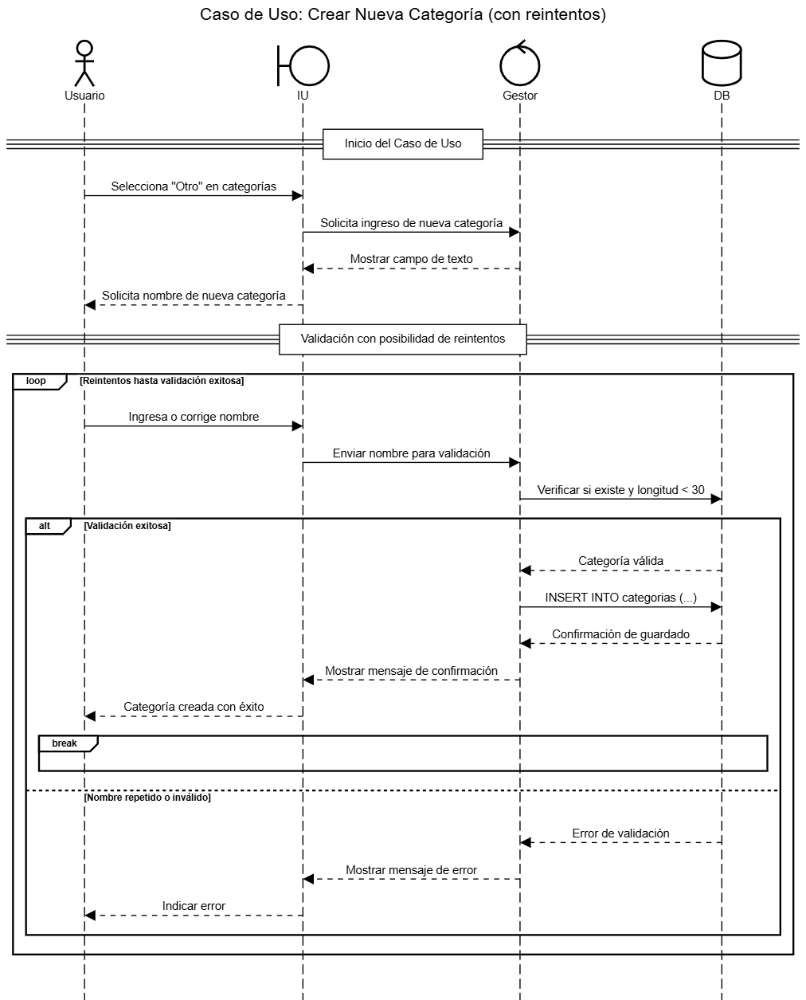 Caso de Uso: Crear Nueva Categoría (con reintentos)
Usuario
IU
Gestor
DB
Inicio del Caso de Uso
Selecciona "Otro" en categorías
Solicita ingreso de nueva categoría
Mostrar campo de texto
Solicita nombre de nueva categoría
Validación con posibilidad de reintentos
loop
[Reintentos hasta validación exitosa]
Ingresa o corrige nombre
Enviar nombre para validación
Verificar si existe y longitud < 30
alt
[Validación exitosa]
Categoría válida
INSERT INTO categorias (...)
Confirmación de guardado
Mostrar mensaje de confirmación
Categoría creada con éxito
break
[Nombre repetido o inválido]
Error de validación
Mostrar mensaje de error
Indicar error